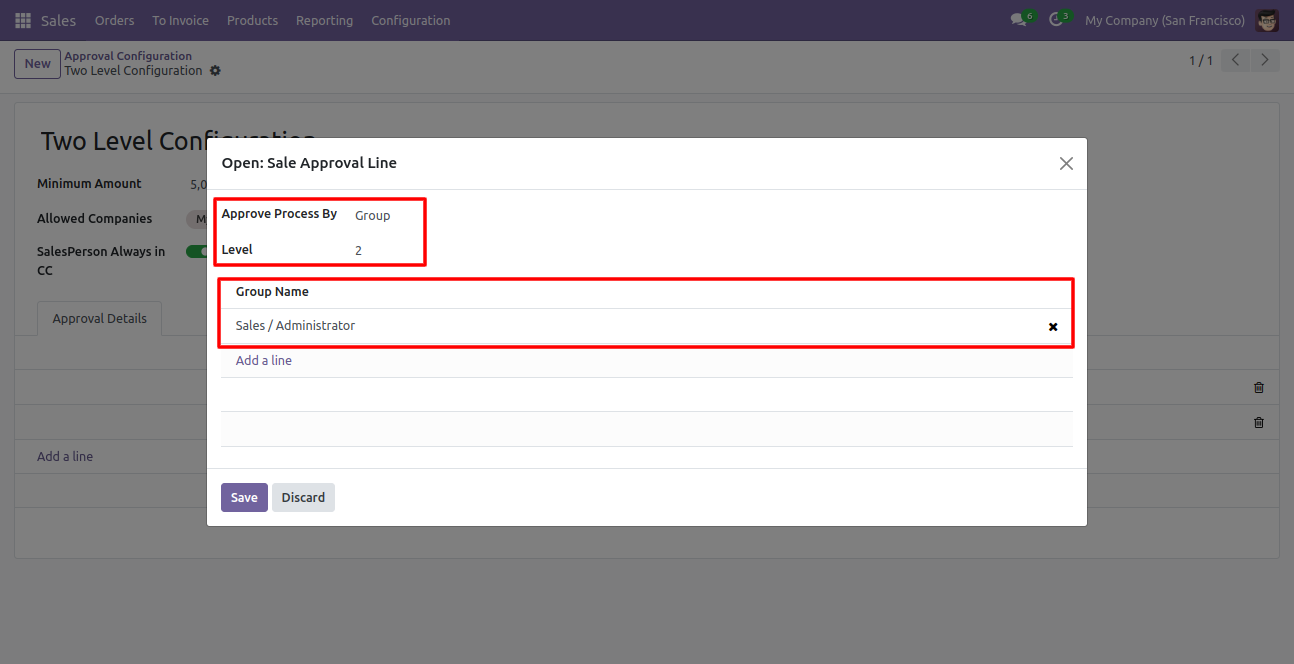 Sales Orders To Invoice Products Reporting Configuration 6 3 My Company (San Francisco)
New Approval Configuration
Two Level Configuration 1 / 1
Two Level Configuration
Open: Sale Approval Line
Minimum Amount 5,0
Approve Process By Group
Allowed Companies M
Level 2
SalesPerson Always in
CC
Group Name
Approval Details
Sales / Administrator
Add a line
Add a line
Save Discard